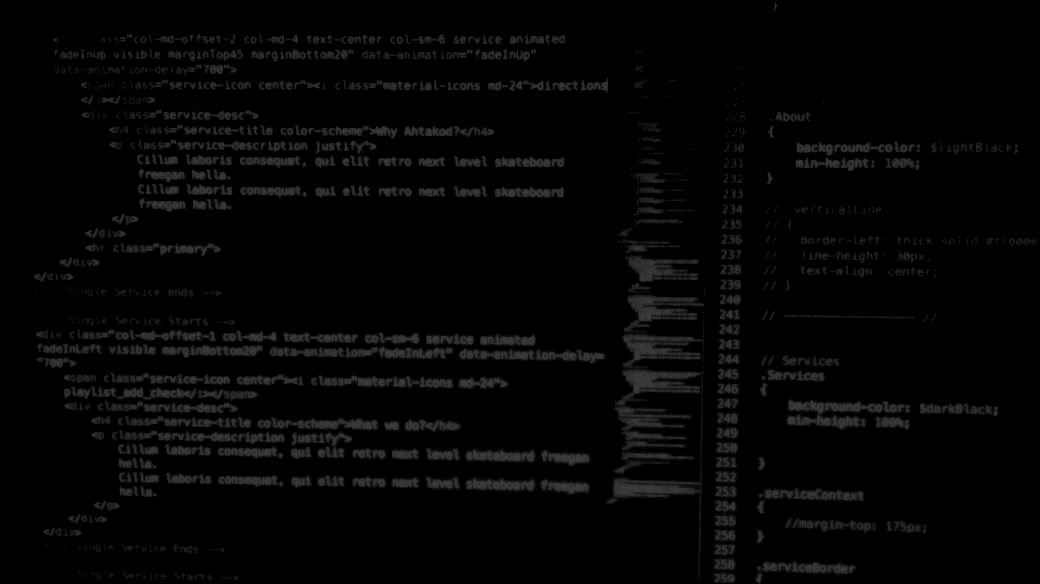 class="col-md-offset-2 col-md-4 text-center col-sm-6 service animated
fadeInUp visible marginTop45 marginBottom20" data-animation="fadeInUp"
data-animation-delay="700">
<span class="service-icon center"><i class="material-icons md-24">directions
</i></span>
<div class="service-desc">
<h4 class="service-title color-scheme">Why Ahtakod?</h4>
<p class="service-description justify">
Cillum laboris consequat, qui elit retro next level skateboard
freegan hella.
Cillum laboris consequat, qui elit retro next level skateboard
freegan hella.
</p>
</div>
<hr class="primary">
</div>
</div>
Single Service ENDs -->
Single Service Starts -->
<div class="col-md-offset-1 col-md-4 text-center col-sm-6 service animated
fadeInLeft visible marginBottom20" data-animation="fadeInLeft" data-animation-delay=
"700">
<span class="service-icon center"><i class="material-icons md-24">
playlist_add_check</i></span>
<div class="service-desc">
<h4 class="service-title color-scheme">What we do?</h4>
<p class="service-description justify">
Cillum laboris consequat, qui elit retro next level skateboard freegan
hella.
Cillum laboris consequat, qui elit retro next level skateboard freegan
hella.
</p>
</div>
</div>
Single Service Ends -->
Single Service Starts -->
}
227
228 .About
229 {
230 background-color: $lightBlack;
231 min-height: 100%;
232 }
233
234 // .verticalLine
235 // {
236 // border-left: thick solid
237 // line-height: 30px;
238 // text-align: center;
239 // }
240
241 // ———————————————— //
242
243
244 // Services
245 .Services
246 {
247 background-color: $darkBlack;
248 min-height: 100%;
249
250
251 }
252
253 .serviceContext
254 {
255 //margin-top: 175px;
256 }
257
258 .serviceBorder
259 {